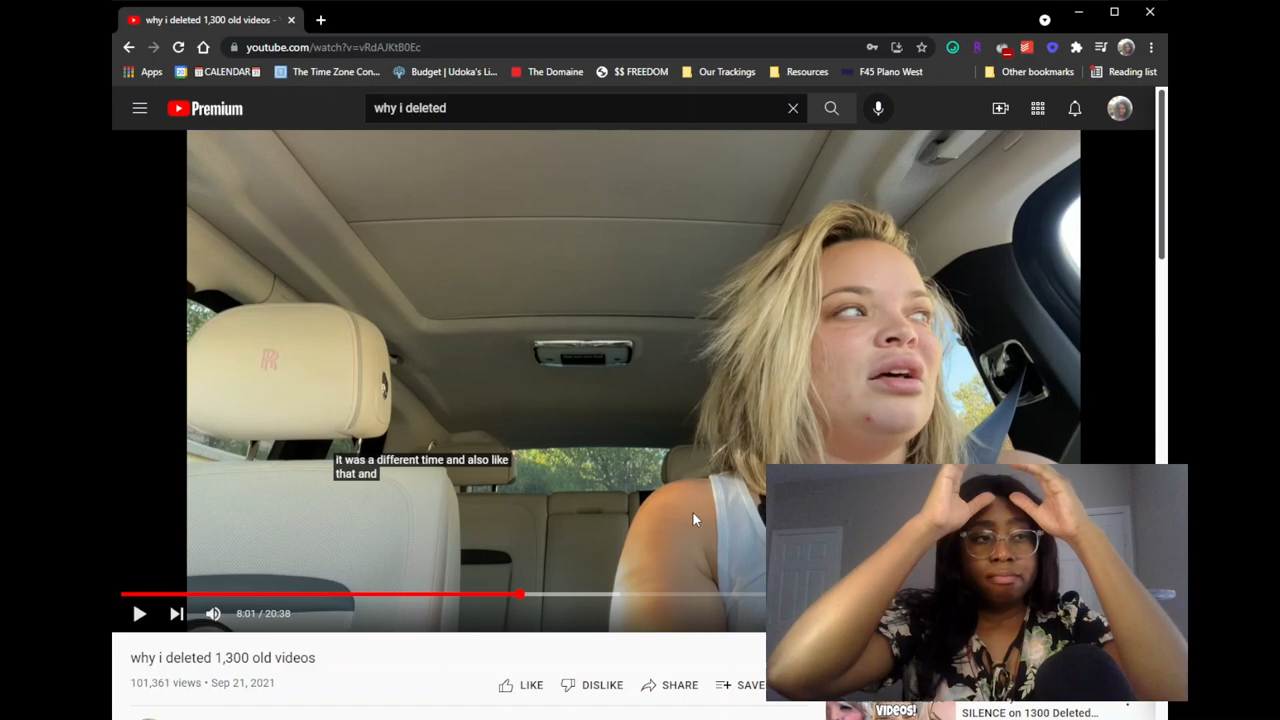 why i deleted 1,300 old videos -
youtube.com/watch?v=vRdAJKtB0Ec
Apps
CALENDAR
The Time Zone Con...
Budget | Udoka's Li...
The Domaine
$$ FREEDOM
Our Trackings
Resources
F45 Plano West
Other bookmarks
Reading list
Premium
why i deleted
RR
it was a different time and also like
that and
8:01 / 20:38
why i deleted 1,300 old videos
101,361 views • Sep 21, 2021
LIKE
DISLIKE
SHARE
SAVE
VIDEOS!
SILENCE on 1300 Deleted...